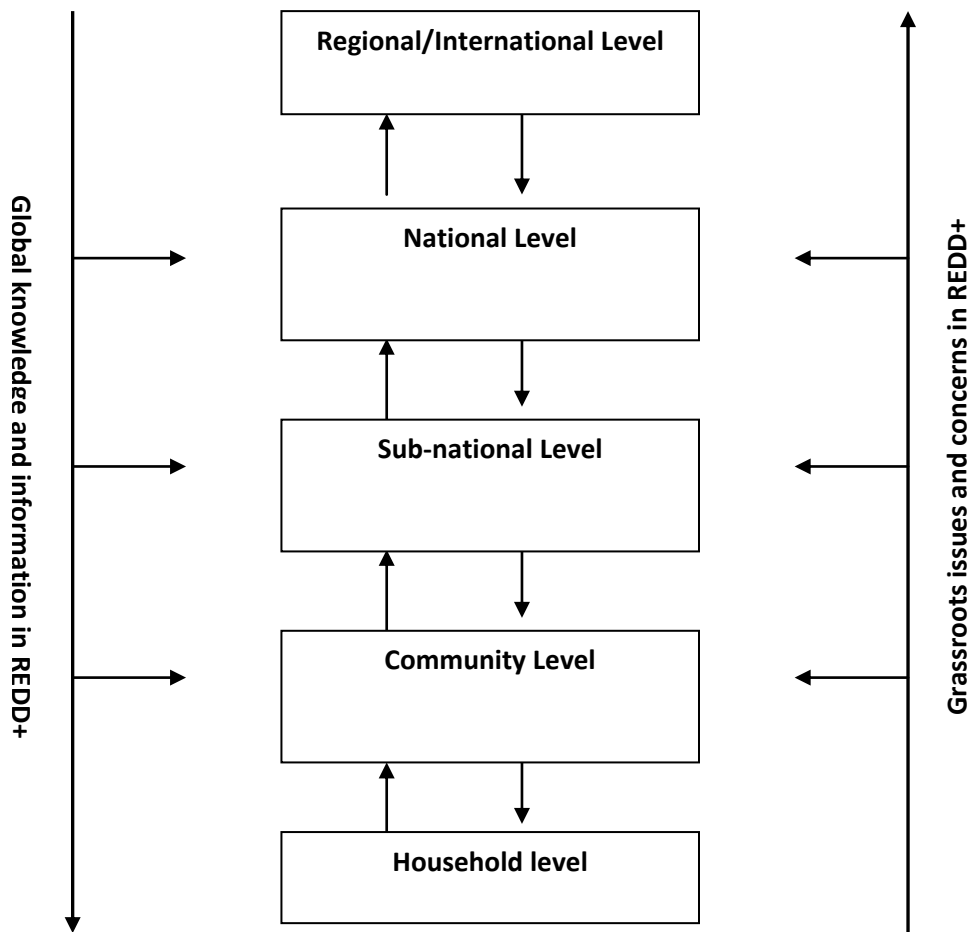 Regional/International Level
Global knowledge and information in REDD+
National Level
Grassroots issues and concerns in REDD+
Sub-national Level
Community Level
Household level